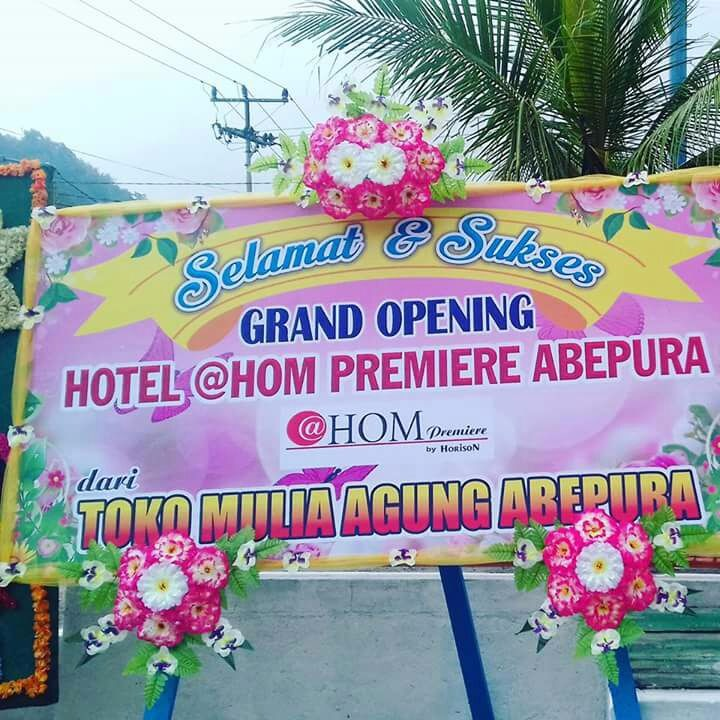 Selamat & Sukses
GRAND OPENING
HOTEL @HOM PREMIERE ABEPURA
@HOM Premiere
by HORISON
dari
TOKO MULIA AGUNG ABEPURA